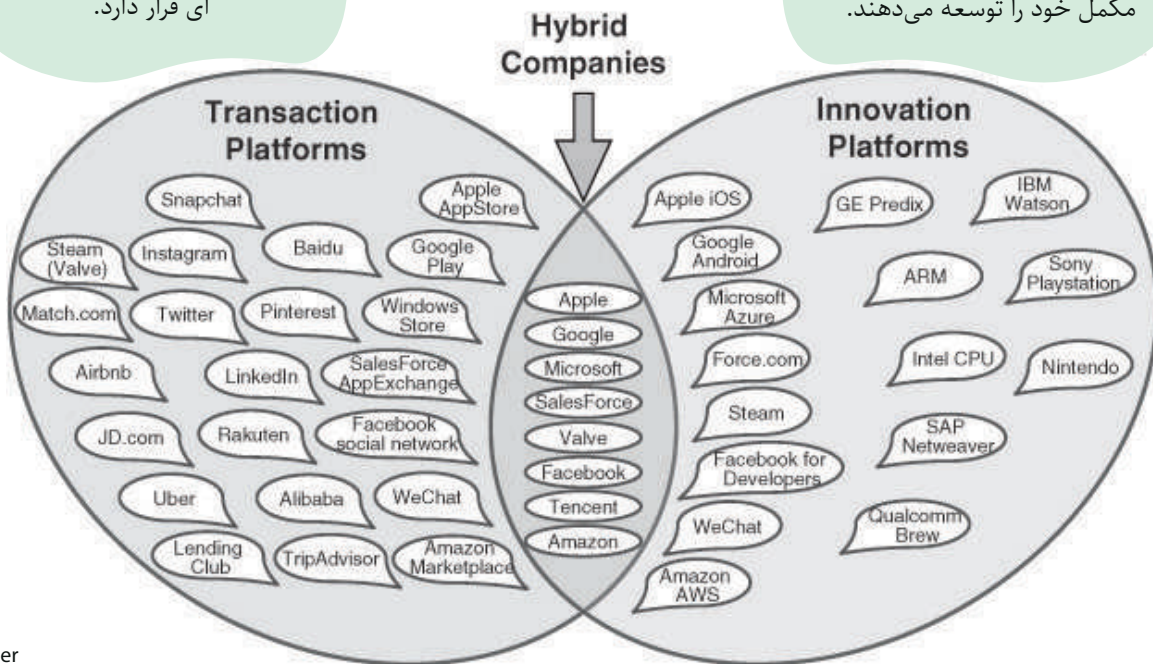 ای قرار دارد.
مکمل خود را توسعه می‌دهند.
Hybrid
Companies
Transaction
Platforms
Innovation
Platforms
Snapchat
Apple
AppStore
Steam
(Valve)
Instagram
Baidu
Google
Play
Match.com
Twitter
Pinterest
Windows
Store
Airbnb
LinkedIn
SalesForce
AppExchange
JD.com
Rakuten
Facebook
social network
Uber
Alibaba
WeChat
Lending
Club
TripAdvisor
Amazon
Marketplace
Apple
Google
Microsoft
SalesForce
Valve
Facebook
Tencent
Amazon
Apple iOS
GE Predix
IBM
Watson
Google
Android
ARM
Sony
Playstation
Microsoft
Azure
Force.com
Intel CPU
Nintendo
Steam
SAP
Netweaver
Facebook for
Developers
WeChat
Qualcomm
Brew
Amazon
AWS
er